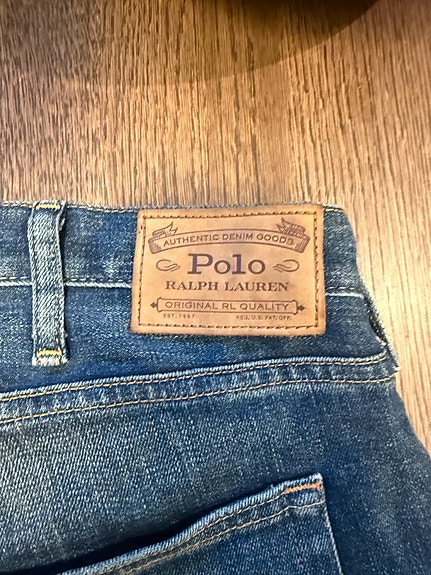 AUTHENTIC DENIM GOODS
Polo
RALPH LAUREN
ORIGINAL RL QUALITY
EST. 1967 REG. U.S. PAT. OFF.